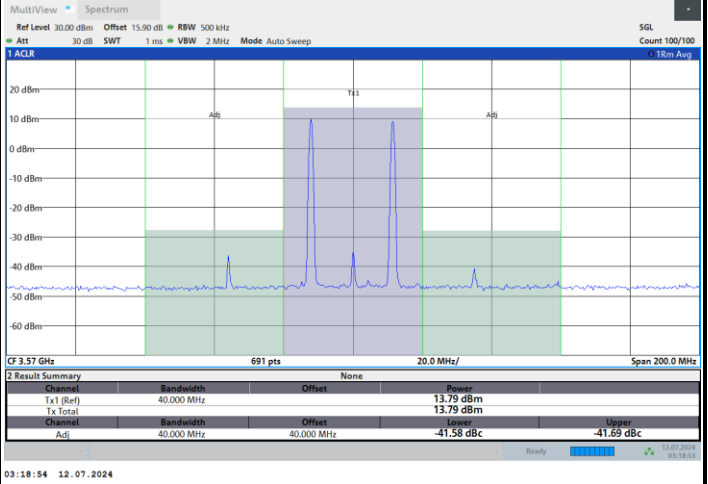 MultiView Spectrum
Ref Level 30.00 dBm Offset 15.90 dB RBW 500 kHz SGL
Att 30 dB SWT 1 ms VBW 2 MHz Mode Auto Sweep Count 100/100
1 ACLR 1Rm Avg
20 dBm
Tx1
Adj Adj
10 dBm
0 dBm
-10 dBm
-20 dBm
-30 dBm
-40 dBm
-50 dBm
-60 dBm
CF 3.57 GHz 691 pts 20.0 MHz/ Span 200.0 MHz
2 Result Summary None
Channel Bandwidth Offset Power
Tx1 (Ref) 40.000 MHz 13.79 dBm
Tx Total 13.79 dBm
Channel Bandwidth Offset Lower Upper
Adj 40.000 MHz 40.000 MHz -41.58 dBc -41.69 dBc
Ready 12.07.2024
03:18:53
03:18:54 12.07.2024